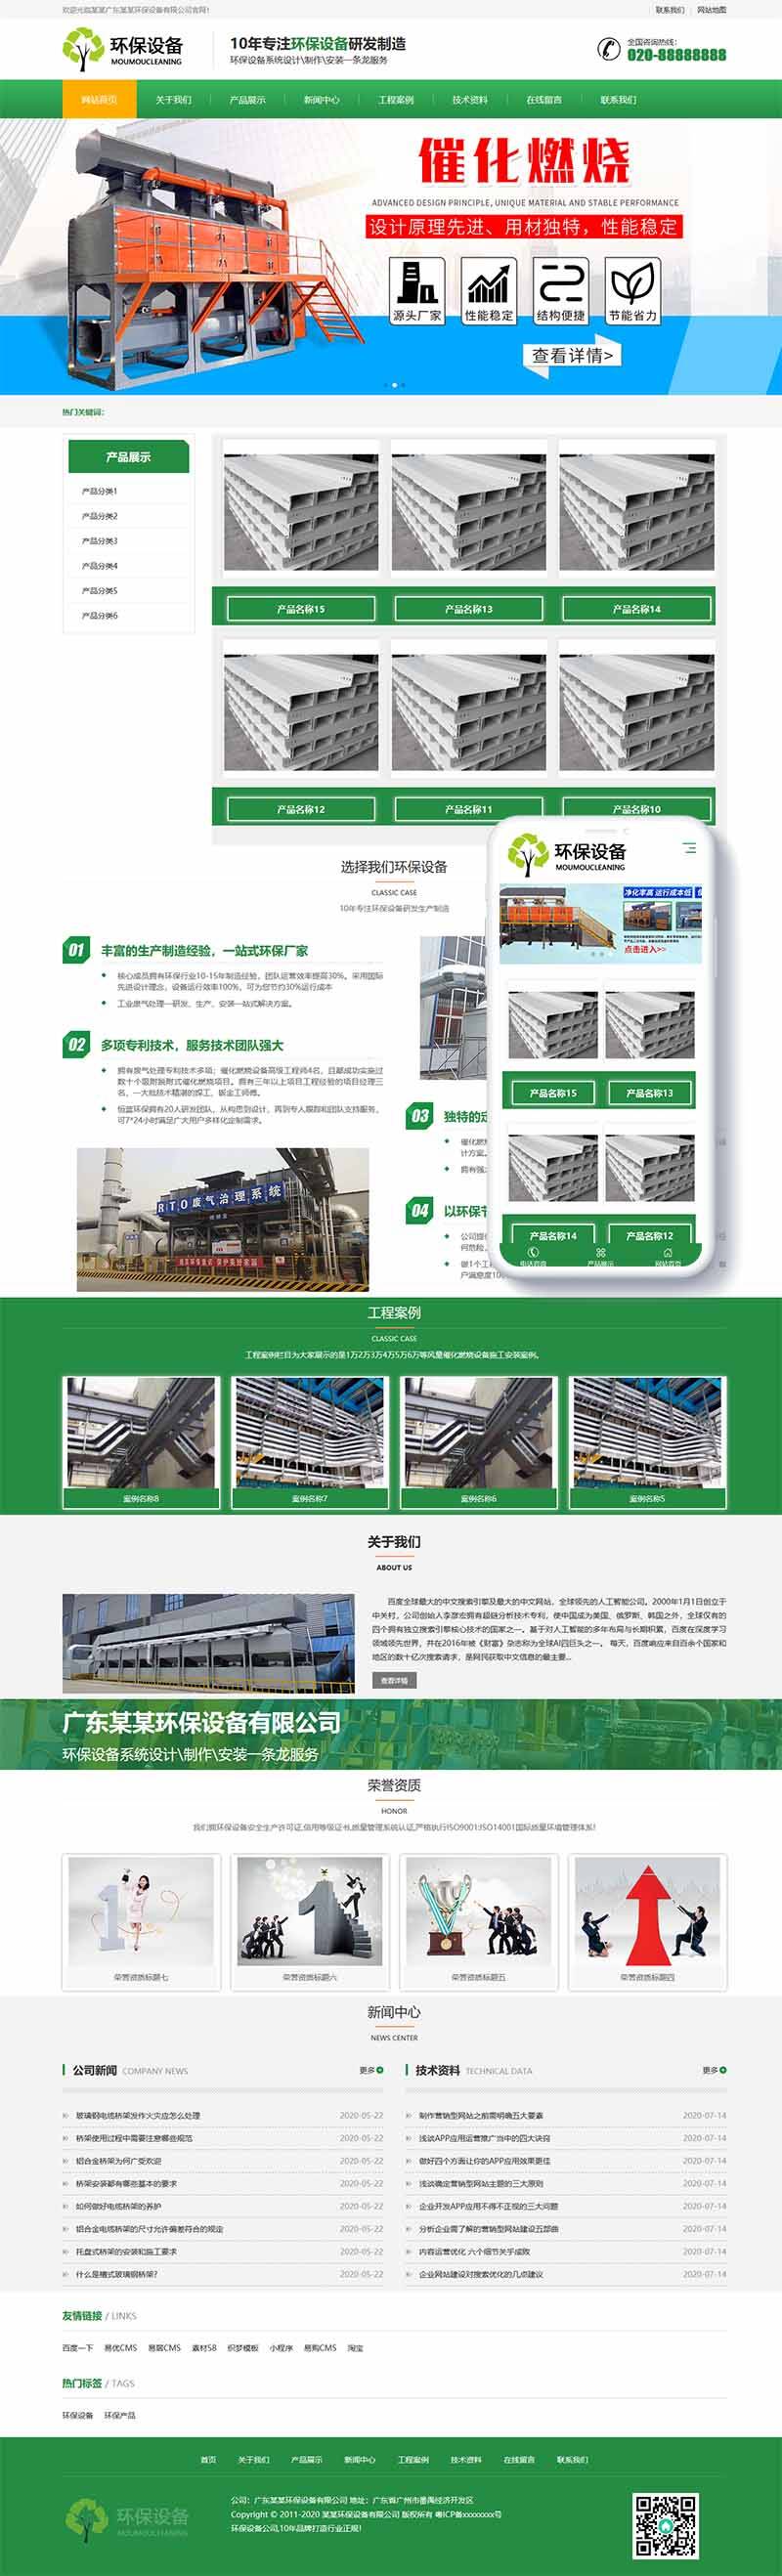 欢迎光临某某广东某某环保设备有限公司官网!
联系我们 | 网站地图
环保设备
MOUMOUCLEANING
10年专注环保设备研发制造
环保设备系统设计\制作\安装一条龙服务
全国咨询热线:
020-88888888
网站首页 关于我们 产品展示 新闻中心 工程案例 技术资料 在线留言 联系我们
催化燃烧
ADVANCED DESIGN PRINCIPLE, UNIQUE MATERIAL AND STABLE PERFORMANCE
设计原理先进、用材独特，性能稳定
源头厂家 性能稳定 结构便捷 节能省力
查看详情>
热门关键词:
产品展示
产品分类1
产品分类2
产品分类3
产品分类4
产品分类5
产品分类6
产品名称15 产品名称13 产品名称14
产品名称12 产品名称11 产品名称10
选择我们环保设备
CLASSIC CASE
10年专注环保设备研发生产制造
01 丰富的生产制造经验，一站式环保厂家
核心成员拥有环保行业10-15年制造经验，团队运营效率提高30%。采用国际
先进设计理念，设备运行效率100%，可为您节约30%运行成本
工业废气处理—研发、生产、安装一站式解决方案。
02 多项专利技术，服务技术团队强大
拥有废气处理专利技术多项；催化燃烧设备高级工程师4名，且都成功实施过
数十个吸附脱附式催化燃烧项目。拥有三年以上项目工程经验的项目经理三
名，一大批技术精湛的焊工，钣金工师傅。
恒蓝环保拥有20人研发团队，从构思到设计，再到专人跟踪和团队支持服务，
可7*24小时满足广大用户多样化定制需求。
RTO废气治理系统
03 独特的定
催化燃
计方案。
拥有强
04 以环保节
公司提
何危险，
做1个工
户满意度10
环保设备
MOUMOUCLEANING
净化率高 运行成本低
点击进入>>
产品名称15 产品名称13
产品名称14 产品名称12
电话咨询 产品展示 网站首页
工程案例
CLASSIC CASE
工程案例栏目为大家展示的是1万2万3万4万5万6万等风量催化燃烧设备施工安装案例。
案例名称8 案例名称7 案例名称6 案例名称5
关于我们
ABOUT US
百度全球最大的中文搜索引擎及最大的中文网站，全球领先的人工智能公司。2000年1月1日创立于
中关村，公司创始人李彦宏拥有超链分析技术专利，使中国成为美国、俄罗斯、韩国之外，全球仅有的
四个拥有独立搜索引擎核心技术的国家之一。基于对人工智能的多年布局与长期积累，百度在深度学习
领域领先世界，并在2016年被《财富》杂志称为全球AI四巨头之一。 每天，百度响应来自百余个国家和
地区的数十亿次搜索请求，是网民获取中文信息的最主要...
查看详情
广东某某环保设备有限公司
环保设备系统设计\制作\安装一条龙服务
荣誉资质
HONOR
我们拥环保设备安全生产许可证,信用等级证书,质量管理系统认证,严格执行ISO9001:ISO14001国际质量环境管理体系!
荣誉资质标题七 荣誉资质标题六 荣誉资质标题五 荣誉资质标题四
新闻中心
NEWS CENTER
公司新闻 COMPANY NEWS 更多
玻璃钢电缆桥架发作火灾应怎么处理 2020-05-22
桥架使用过程中需要注意哪些规范 2020-05-22
铝合金桥架为何广受欢迎 2020-05-22
桥架安装都有哪些基本的要求 2020-05-22
如何做好电缆桥架的养护 2020-05-22
铝合金电缆桥架的尺寸允许偏差符合的规定 2020-05-22
托盘式桥架的安装和施工要求 2020-05-22
什么是槽式玻璃钢桥架? 2020-05-22
技术资料 TECHNICAL DATA 更多
制作营销型网站之前需明确五大要素 2020-07-14
浅谈APP应用运营推广当中的四大诀窍 2020-07-14
做好四个方面让你的APP应用效果更佳 2020-07-14
浅谈确定营销型网站主题的三大原则 2020-07-14
企业开发APP应用不得不正视的三大问题 2020-07-14
分析企业需了解的营销型网站建设五部曲 2020-07-14
内容运营优化 六个细节关乎成败 2020-07-14
企业网站建设对搜索优化的几点建议 2020-07-14
友情链接 / LINKS
百度一下 易优CMS 易居CMS 素材58 织梦模板 小程序 易购CMS 淘宝
热门标签 / TAGS
环保设备 环保产品
首页 关于我们 产品展示 新闻中心 工程案例 技术资料 在线留言 联系我们
环保设备
MOUMOUCLEANING
公司：广东某某环保设备有限公司 地址：广东省广州市番禺经济开发区
Copyright © 2011-2020 某某环保设备有限公司 版权所有 粤ICP备xxxxxxxx号
环保设备公司,10年品牌打造行业正规!